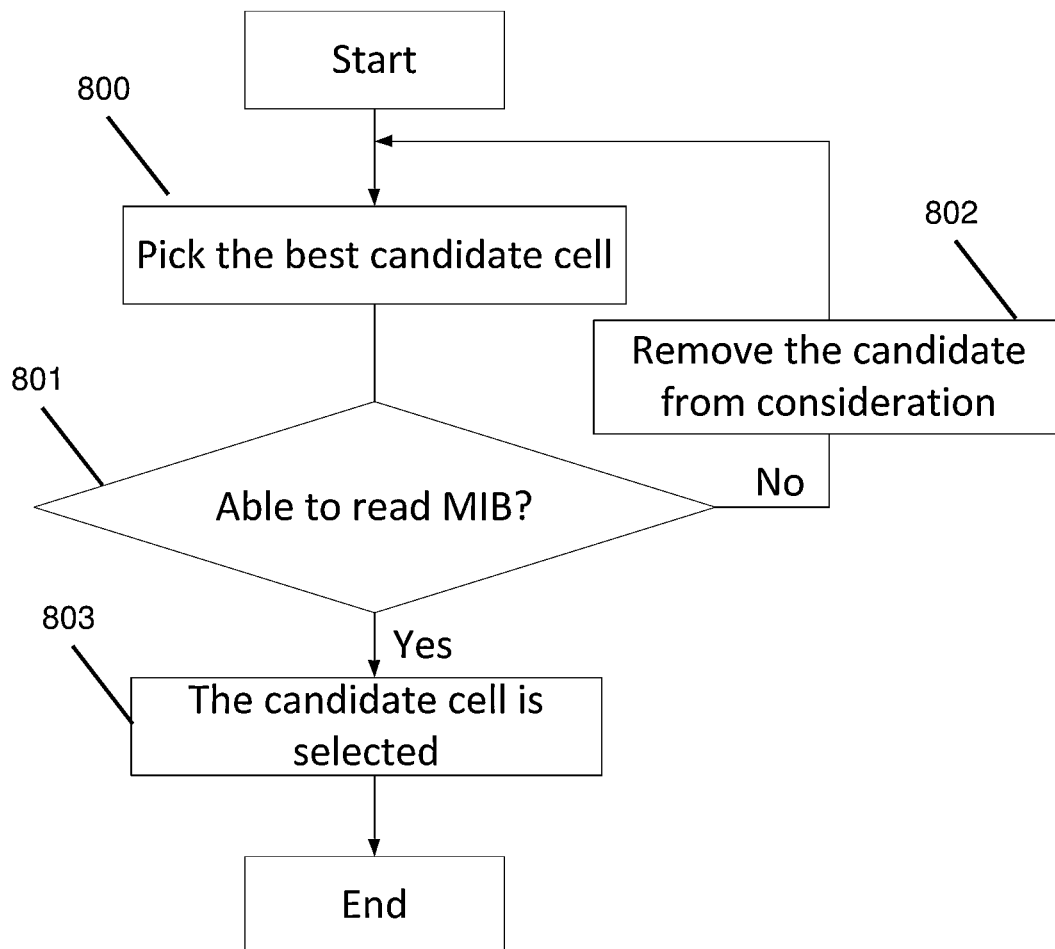 Start
800
Pick the best candidate cell
802
Remove the candidate
from consideration
801
Able to read MIB?
No
Yes
803
The candidate cell is
selected
End